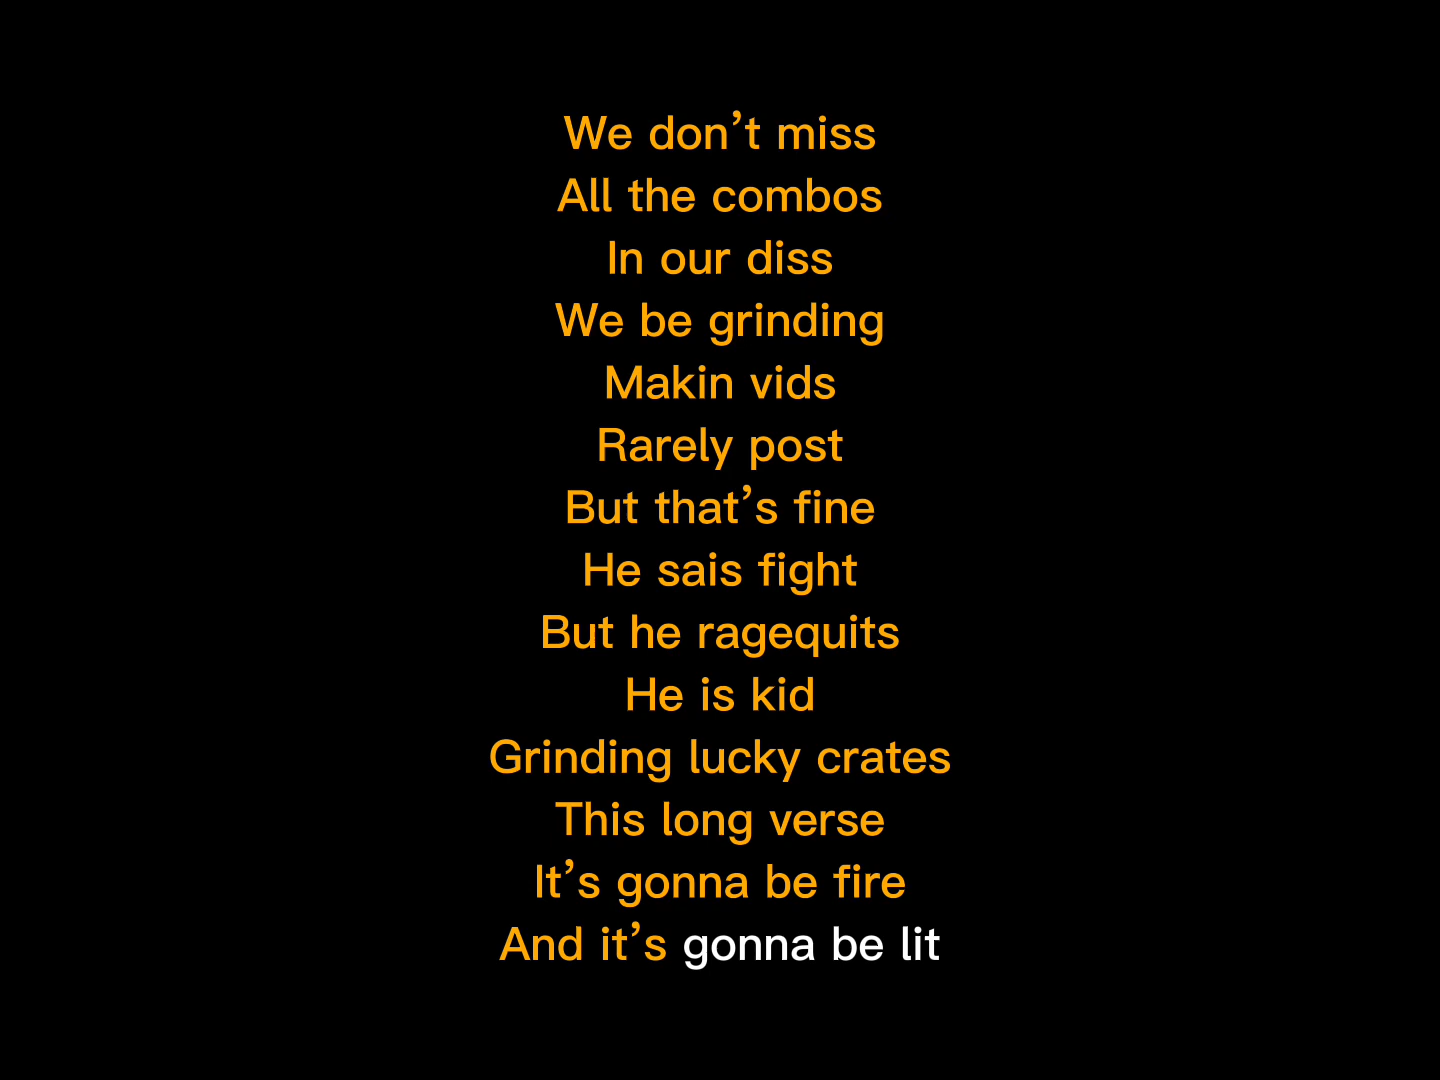 We don’t miss
All the combos
In our diss
We be grinding
Makin vids
Rarely post
But that’s fine
He sais fight
But he ragequits
He is kid
Grinding lucky crates
This long verse
It’s gonna be fire
And it’s gonna be lit